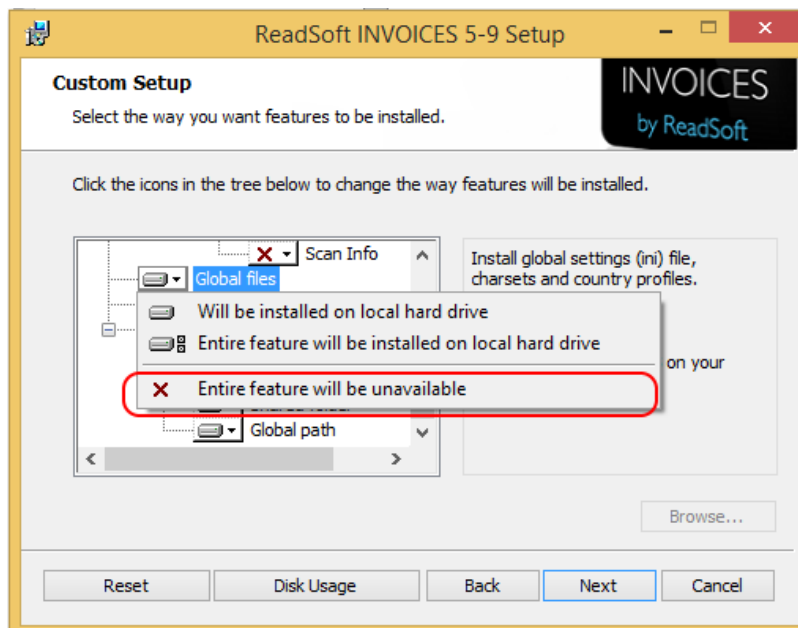 ReadSoft INVOICES 5-9 Setup
Custom Setup
Select the way you want features to be installed.
INVOICES
by ReadSoft
Click the icons in the tree below to change the way features will be installed.
Scan Info
Global files
Install global settings (ini) file,
charsets and country profiles.
Will be installed on local hard drive
Entire feature will be installed on local hard drive
on your
Entire feature will be unavailable
Global path
Browse...
Reset
Disk Usage
Back
Next
Cancel